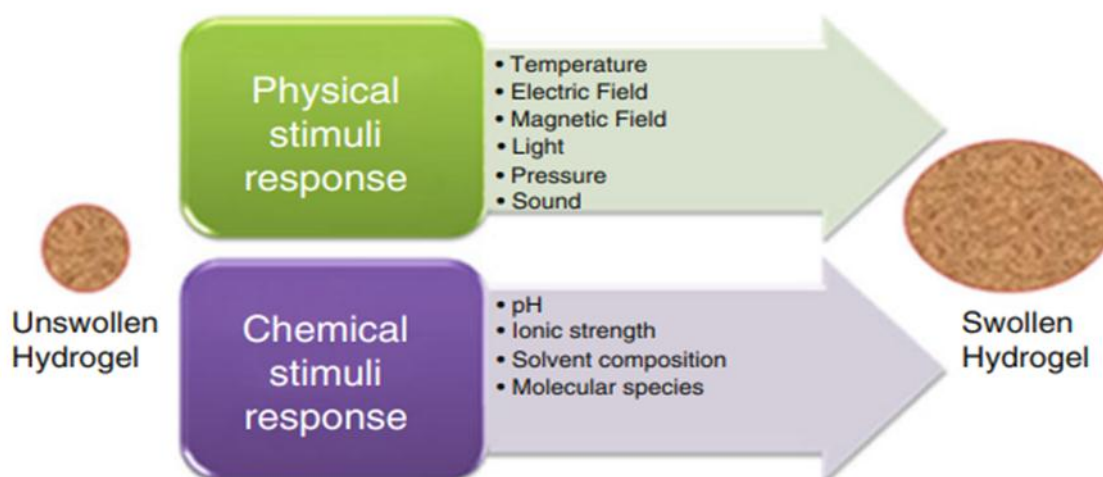 Physical
stimuli
response
• Temperature
• Electric Field
• Magnetic Field
• Light
• Pressure
• Sound
Unswollen
Hydrogel
Chemical
stimuli
response
• pH
• Ionic strength
• Solvent composition
• Molecular species
Swollen
Hydrogel